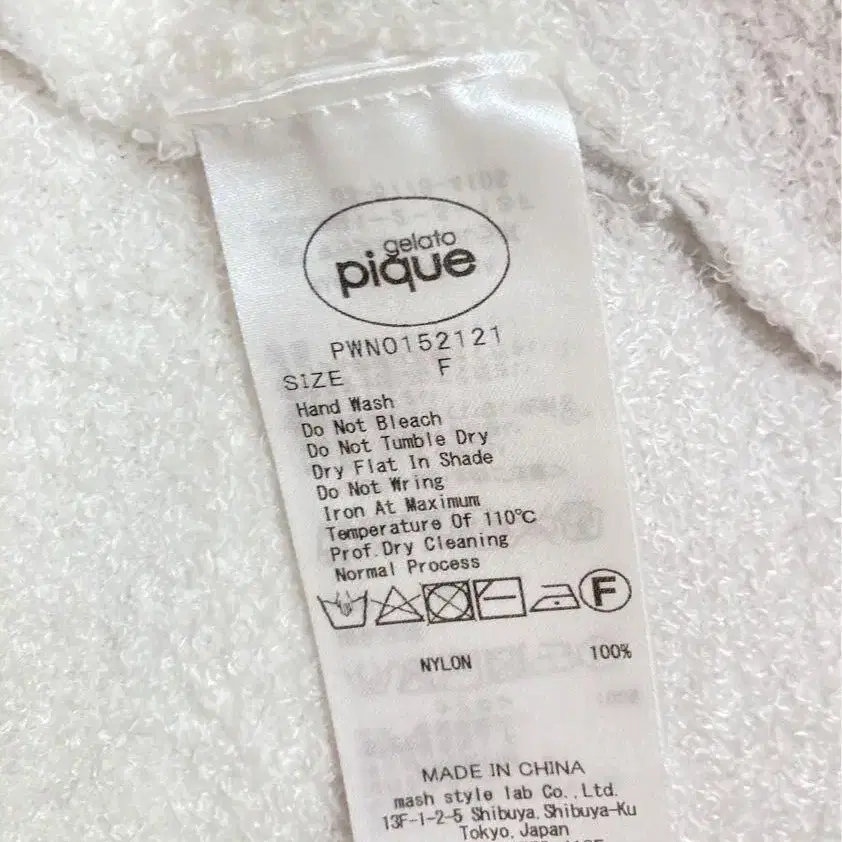 gelato
pique
PWNO152121
SIZE F
Hand Wash
Do Not Bleach
Do Not Tumble Dry
Dry Flat In Shade
Do Not Wring
Iron At Maximum
Temperature Of 110℃
Prof.Dry Cleaning
Normal Process
F
NYLON 100%
MADE IN CHINA
mash style lab Co.,Ltd.
13F-1-2-5 Shibuya.Shibuya-Ku
Tokyo.Japan